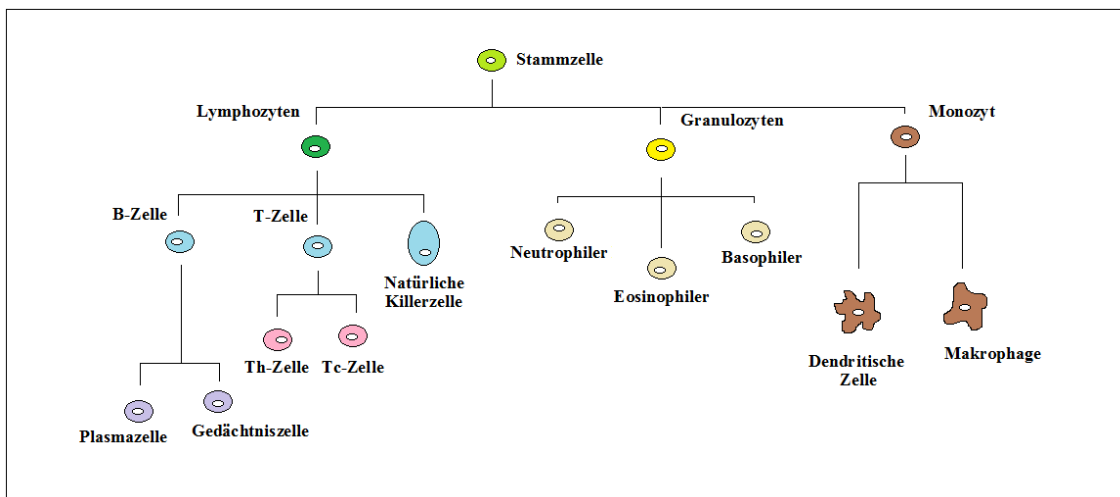 Stammzelle
Lymphozyten
Granulozyten
Monozyt
B-Zelle
T-Zelle
Natürliche
Killerzelle
Neutrophiler
Eosinophiler
Basophiler
Th-Zelle
Tc-Zelle
Dendritische
Zelle
Makrophage
Plasmazelle
Gedächtniszelle